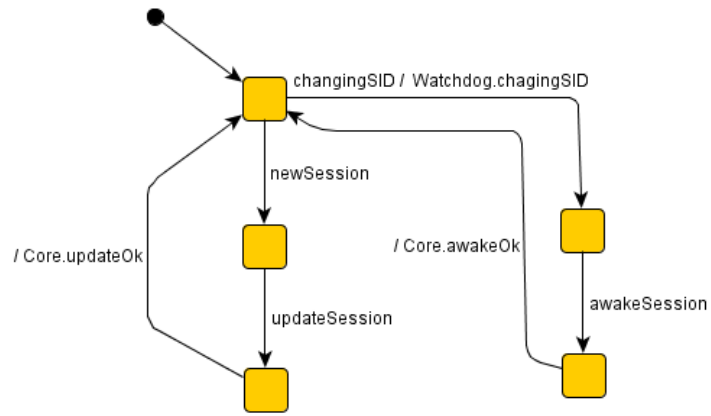 changingSID / Watchdog.chagingSID
newSession
/ Core.updateOk
/ Core.awakeOk
updateSession
awakeSession